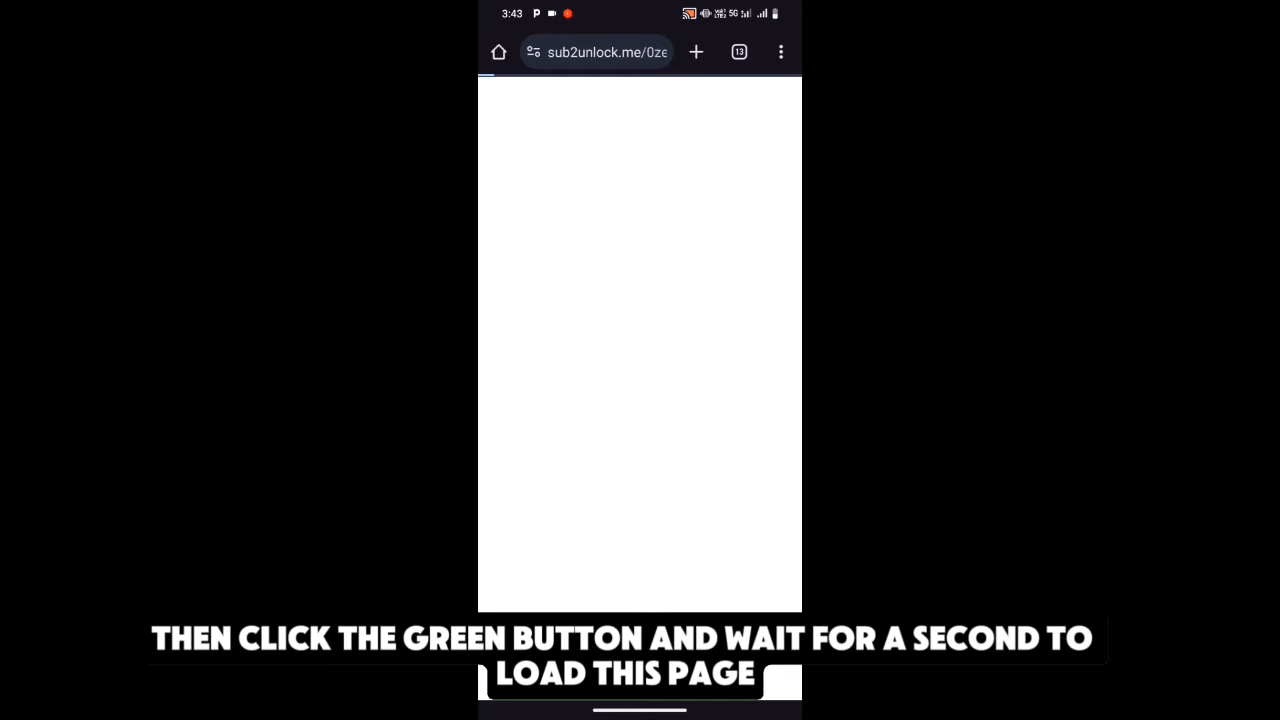 3:43
5G
sub2unlock.me/0ze
13
THEN CLICK THE GREEN BUTTON AND WAIT FOR A SECOND TO
LOAD THIS PAGE